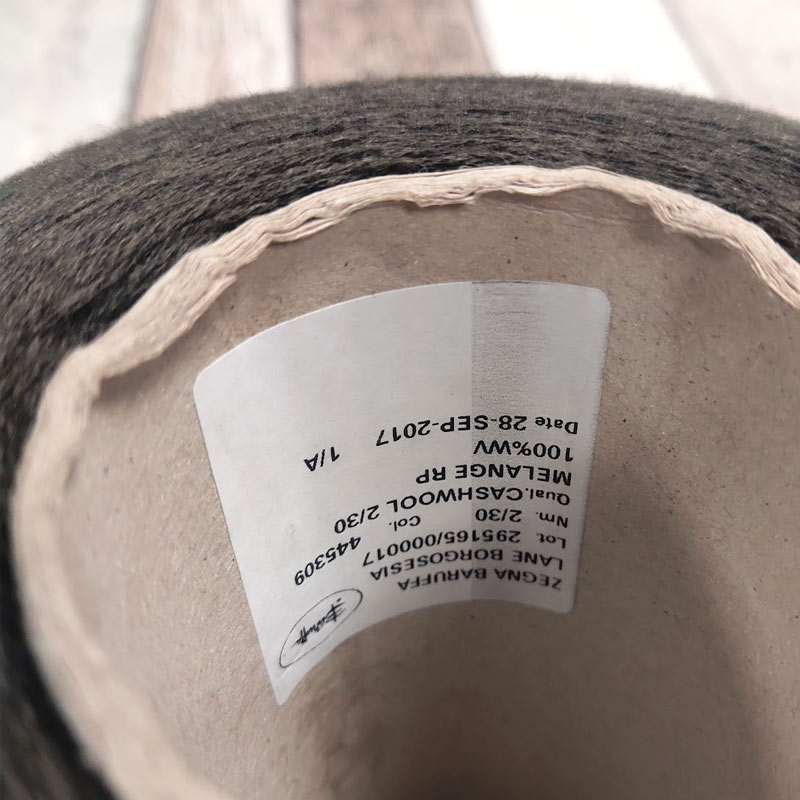 Baruffa
ZEGNA BARUFFA
LANE BORGOSESIA
Lot. 295165/000017
Nm. 2/30 Col. 445309
Qual.CASHWOOL 2/30
MELANGE RP
100%WV 1/A
Date 28-SEP-2017